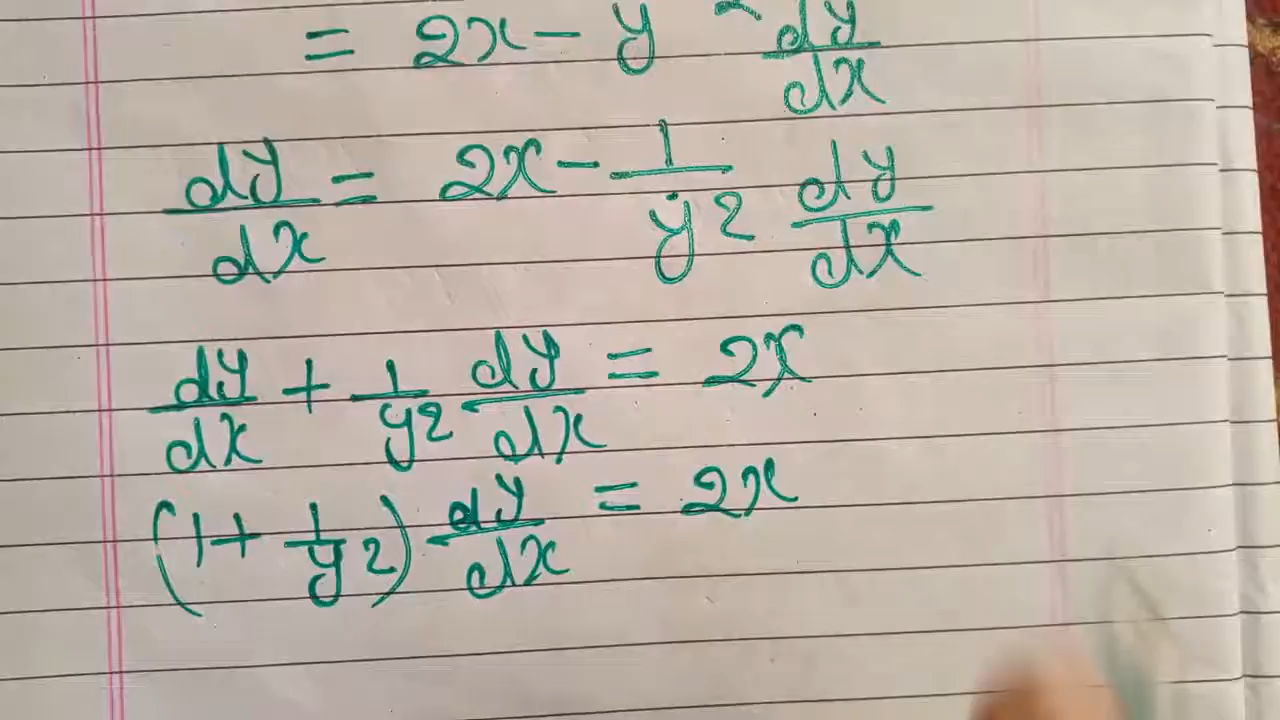 = 2x - y⁻² dy/dx
dy/dx = 2x - 1/y² dy/dx
dy/dx + 1/y² dy/dx = 2x
(1 + 1/y²) dy/dx = 2x